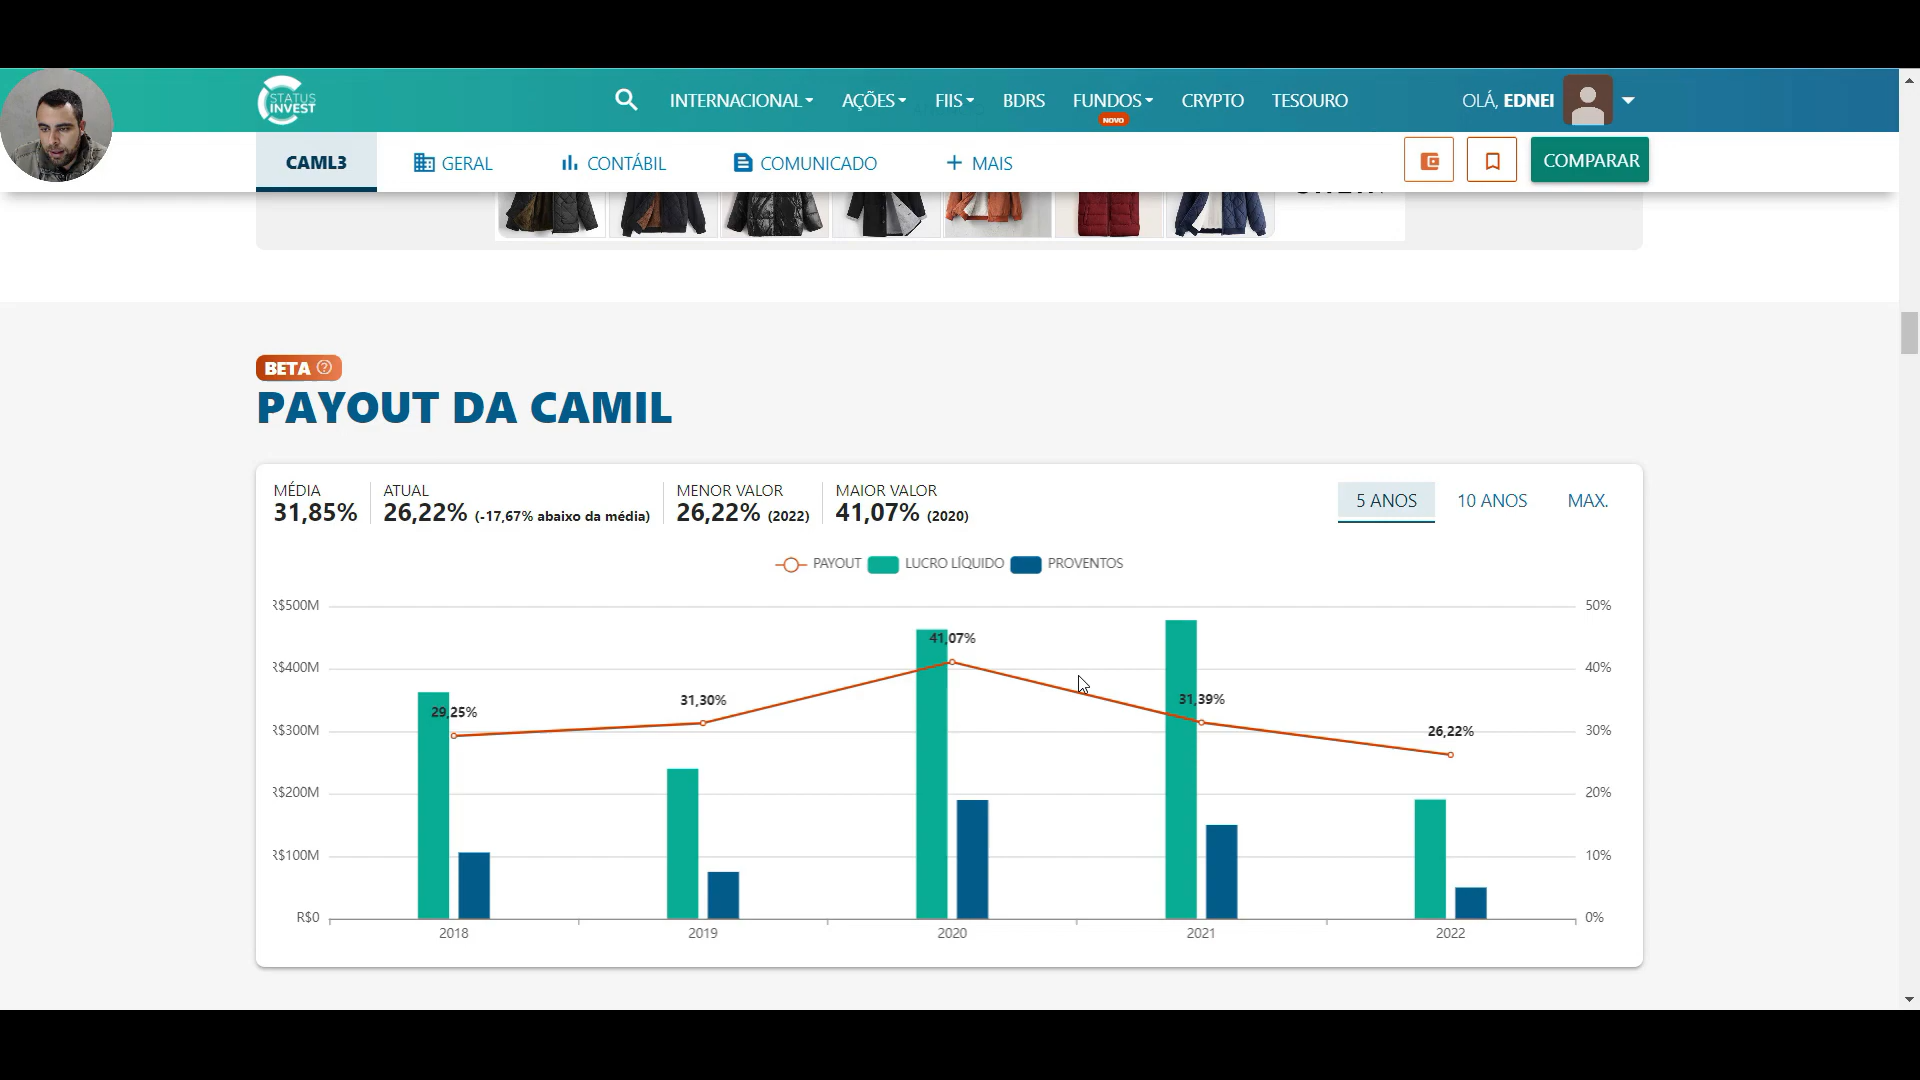 STATUS
INVEST
INTERNACIONAL
AÇÕES
FIIS
BDRS
FUNDOS
NOVO
CRYPTO
TESOURO
OLÁ, EDNEI
CAML3
GERAL
CONTÁBIL
COMUNICADO
MAIS
COMPARAR
BETA
PAYOUT DA CAMIL
MÉDIA
31,85%
ATUAL
26,22% (-17,67% abaixo da média)
MENOR VALOR
26,22% (2022)
MAIOR VALOR
41,07% (2020)
5 ANOS
10 ANOS
MAX.
PAYOUT
LUCRO LÍQUIDO
PROVENTOS
R$500M
R$400M
R$300M
R$200M
R$100M
R$0
50%
40%
30%
20%
10%
0%
29,25%
31,30%
41,07%
31,39%
26,22%
2018
2019
2020
2021
2022